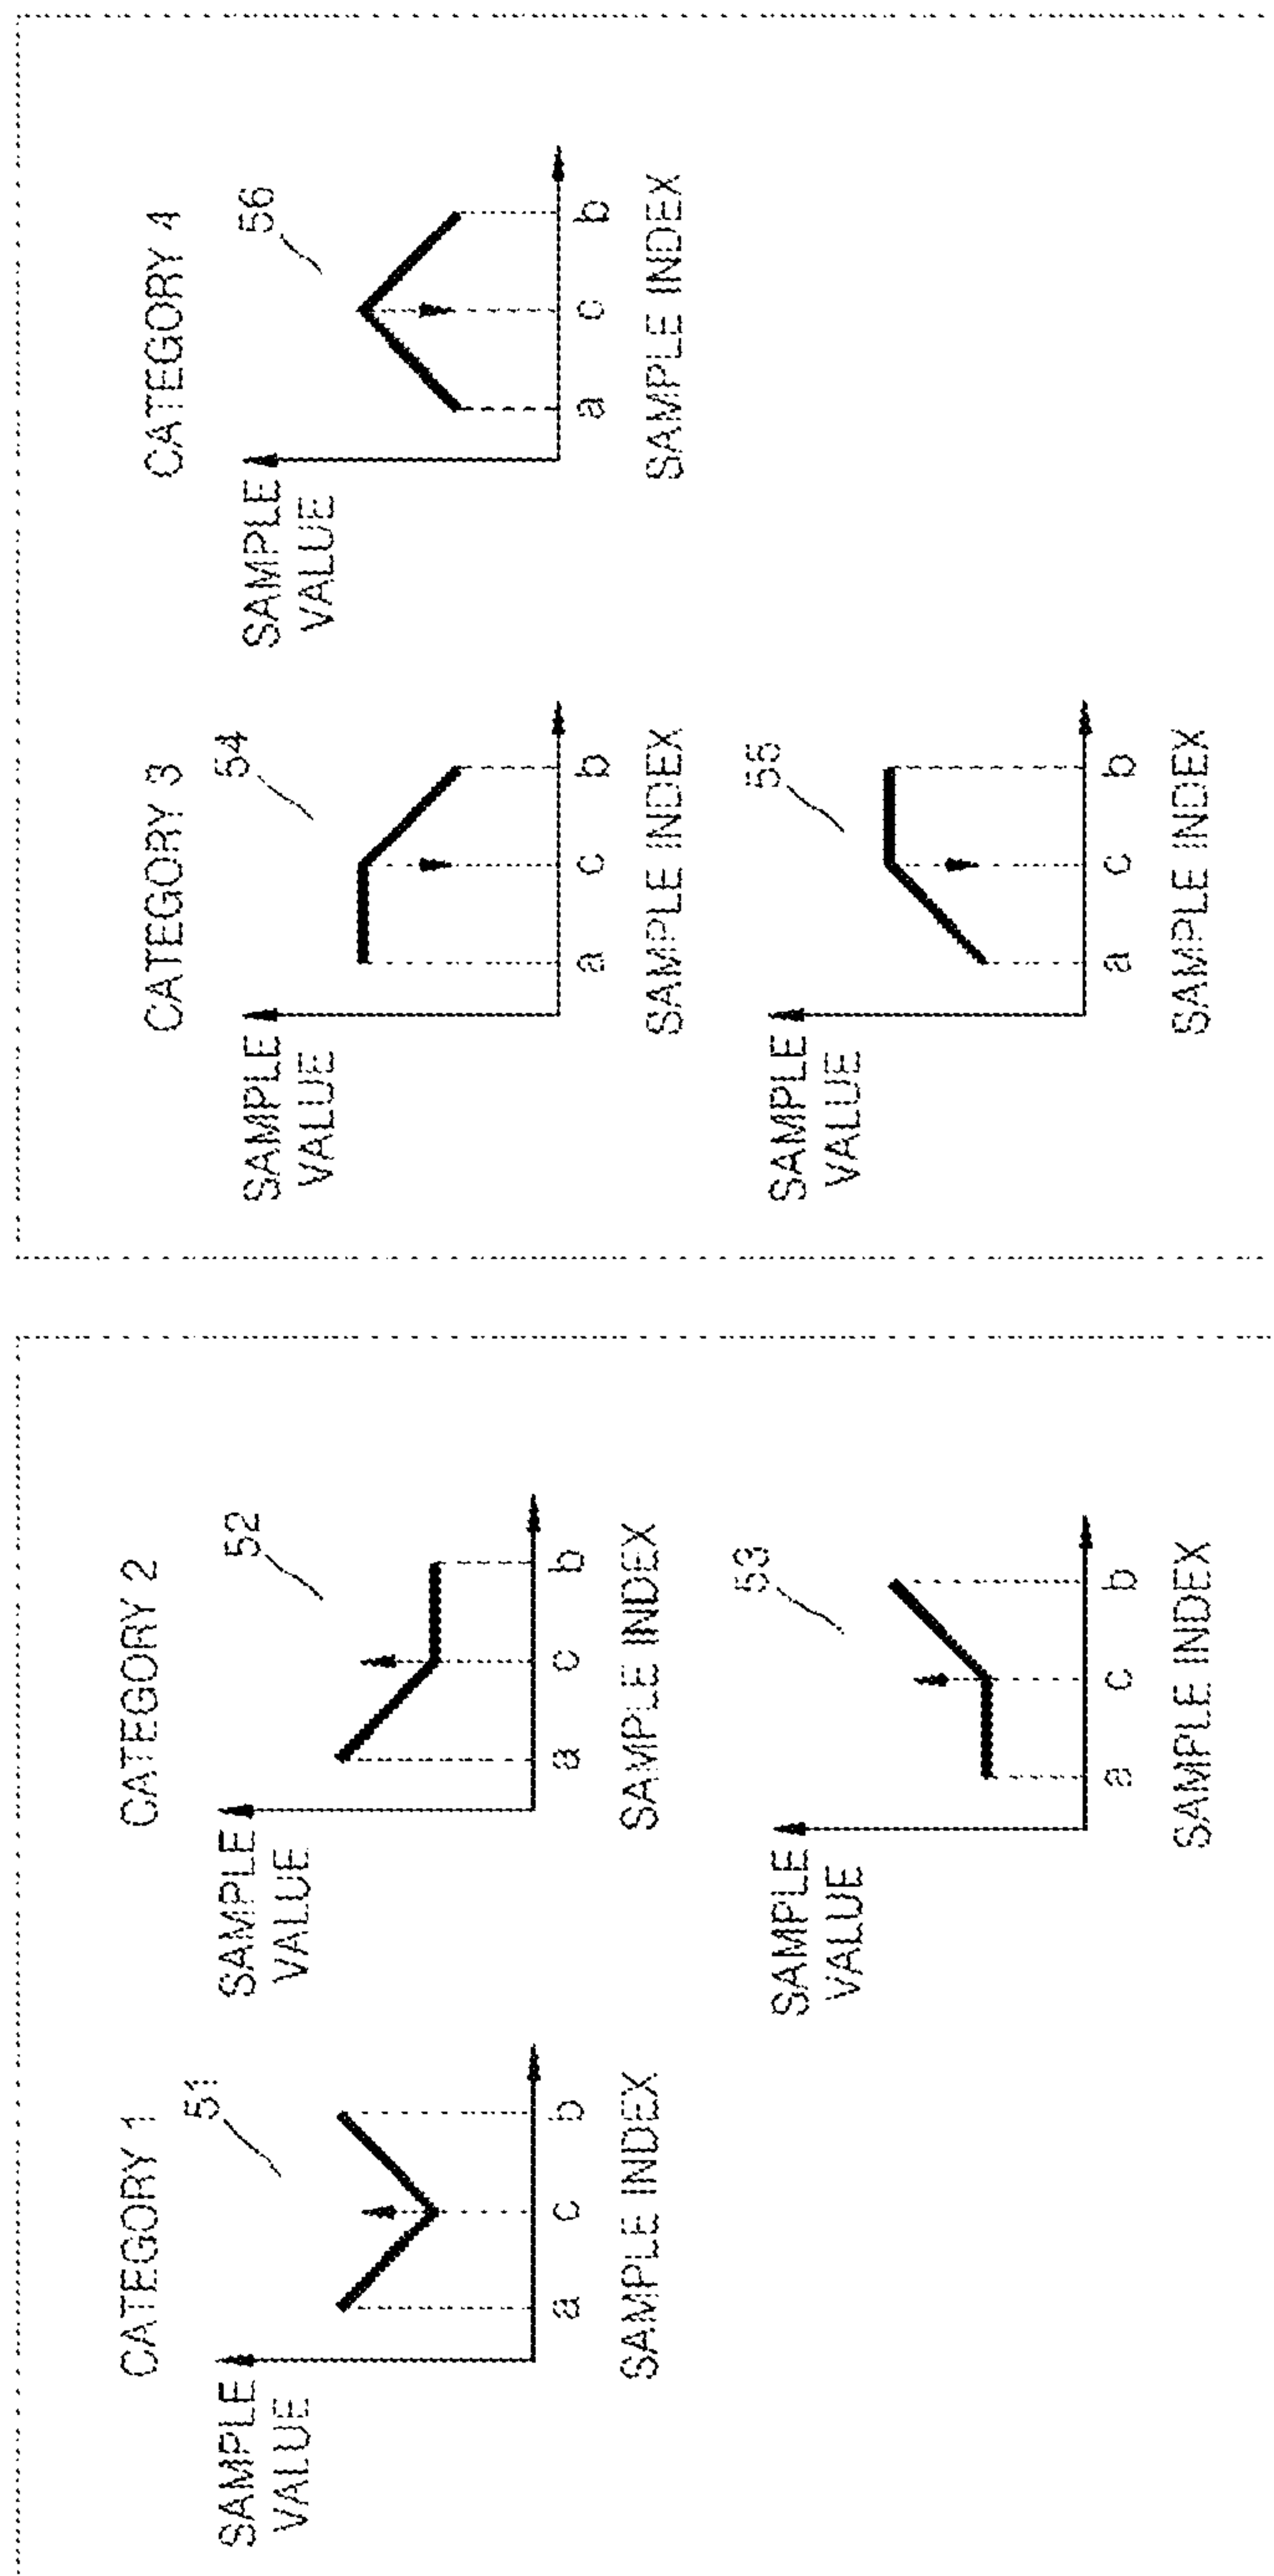 CATEGORY 1
51
SAMPLE
VALUE
a c b
SAMPLE INDEX
CATEGORY 2
52
SAMPLE
VALUE
a c b
SAMPLE INDEX
53
SAMPLE
VALUE
a c b
SAMPLE INDEX
CATEGORY 3
54
SAMPLE
VALUE
a c b
SAMPLE INDEX
55
SAMPLE
VALUE
a c b
SAMPLE INDEX
CATEGORY 4
56
SAMPLE
VALUE
a c b
SAMPLE INDEX